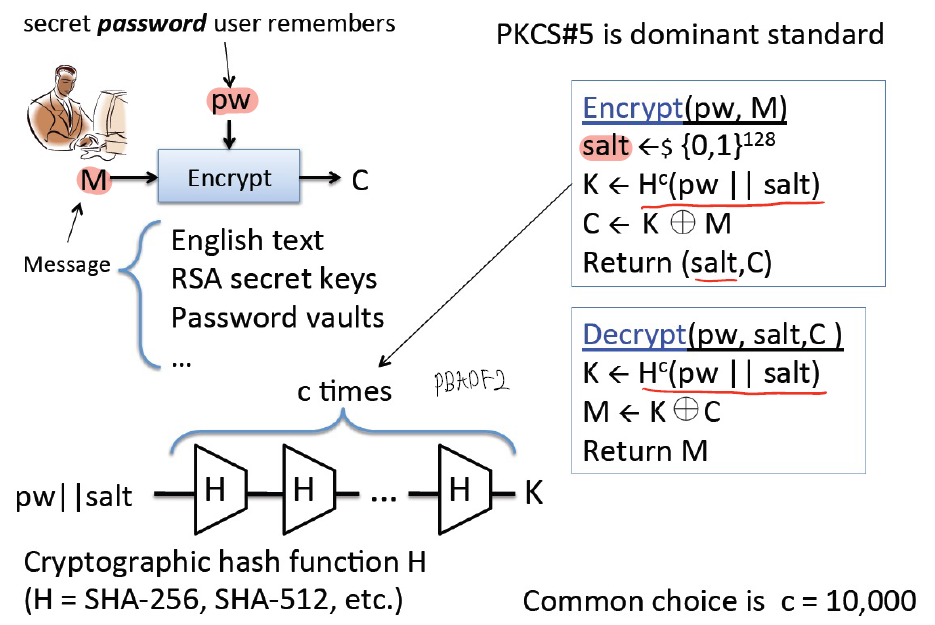 secret password user remembers
PKCS#5 is dominant standard
pw
M
Encrypt
C
Message
English text
RSA secret keys
Password vaults
...
Encrypt(pw, M)
salt ←$ {0,1}¹²⁸
K ← Hᶜ(pw || salt)
C ← K ⊕ M
Return (salt,C)
Decrypt(pw, salt,C )
K ← Hᶜ(pw || salt)
M ← K ⊕ C
Return M
c times
PBKDF2
pw||salt
H
H
...
H
K
Cryptographic hash function H
(H = SHA-256, SHA-512, etc.)
Common choice is c = 10,000